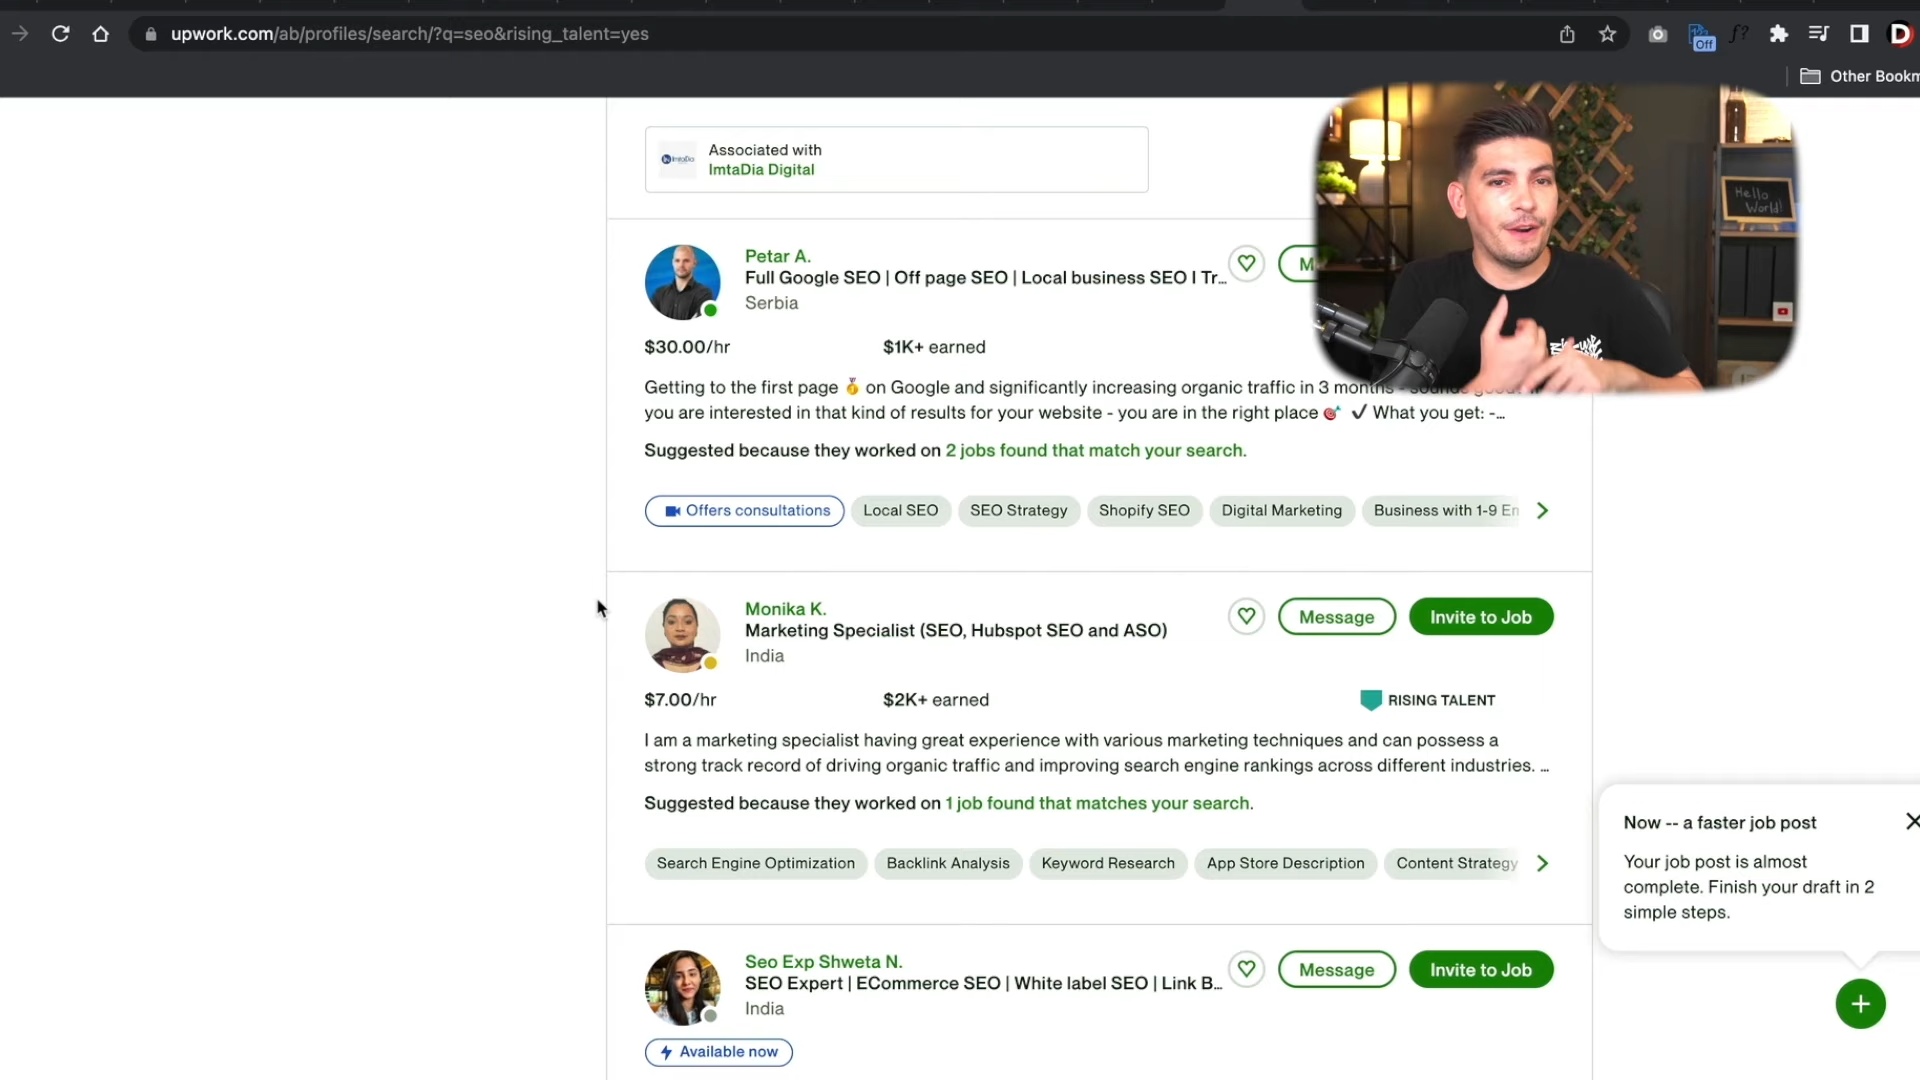 upwork.com/ab/profiles/search/?q=seo&rising_talent=yes
Off
f?
D
Other Bookm
ImtaDia
Associated with
ImtaDia Digital
Hello
World!
Petar A.
Full Google SEO | Off page SEO | Local business SEO I Tr...
Serbia
M
$30.00/hr
$1K+ earned
Getting to the first page 🥇 on Google and significantly increasing organic traffic in 3 months - sounds good
you are interested in that kind of results for your website - you are in the right place 🎯 ✓ What you get: -...
Suggested because they worked on 2 jobs found that match your search.
Offers consultations
Local SEO
SEO Strategy
Shopify SEO
Digital Marketing
Business with 1-9 Em
Monika K.
Marketing Specialist (SEO, Hubspot SEO and ASO)
India
Message
Invite to Job
$7.00/hr
$2K+ earned
RISING TALENT
I am a marketing specialist having great experience with various marketing techniques and can possess a
strong track record of driving organic traffic and improving search engine rankings across different industries. ...
Suggested because they worked on 1 job found that matches your search.
Search Engine Optimization
Backlink Analysis
Keyword Research
App Store Description
Content Strategy
Now -- a faster job post
Your job post is almost
complete. Finish your draft in 2
simple steps.
Seo Exp Shweta N.
SEO Expert | ECommerce SEO | White label SEO | Link B...
India
Message
Invite to Job
Available now